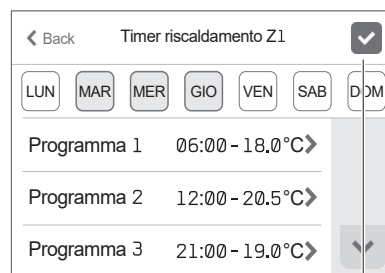 Back Timer riscaldamento Z1
LUN MAR MER GIO VEN SAB DOM
Programma 1 06:00 - 18.0°C
Programma 2 12:00 - 20.5°C
Programma 3 21:00 - 19.0°C